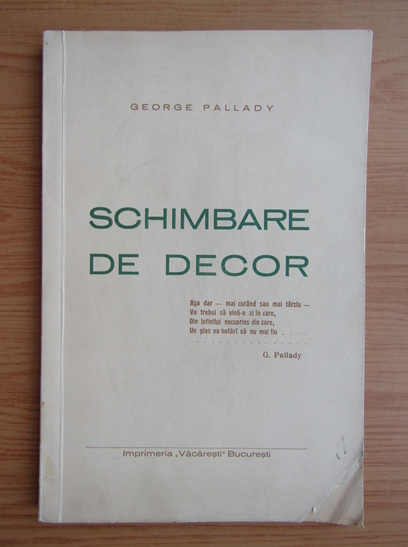 GEORGE PALLADY
SCHIMBARE
DE DECOR
Așa dar — mai curând sau mai târziu —
Va trebui să vină-o zi în care,
Din infinitul necuprins din zare,
Un glas va hotărî să nu mai fiu . . . .
. . . . . . . . . . . . . . .
G. Pallady
Imprimeria „Văcărești” București